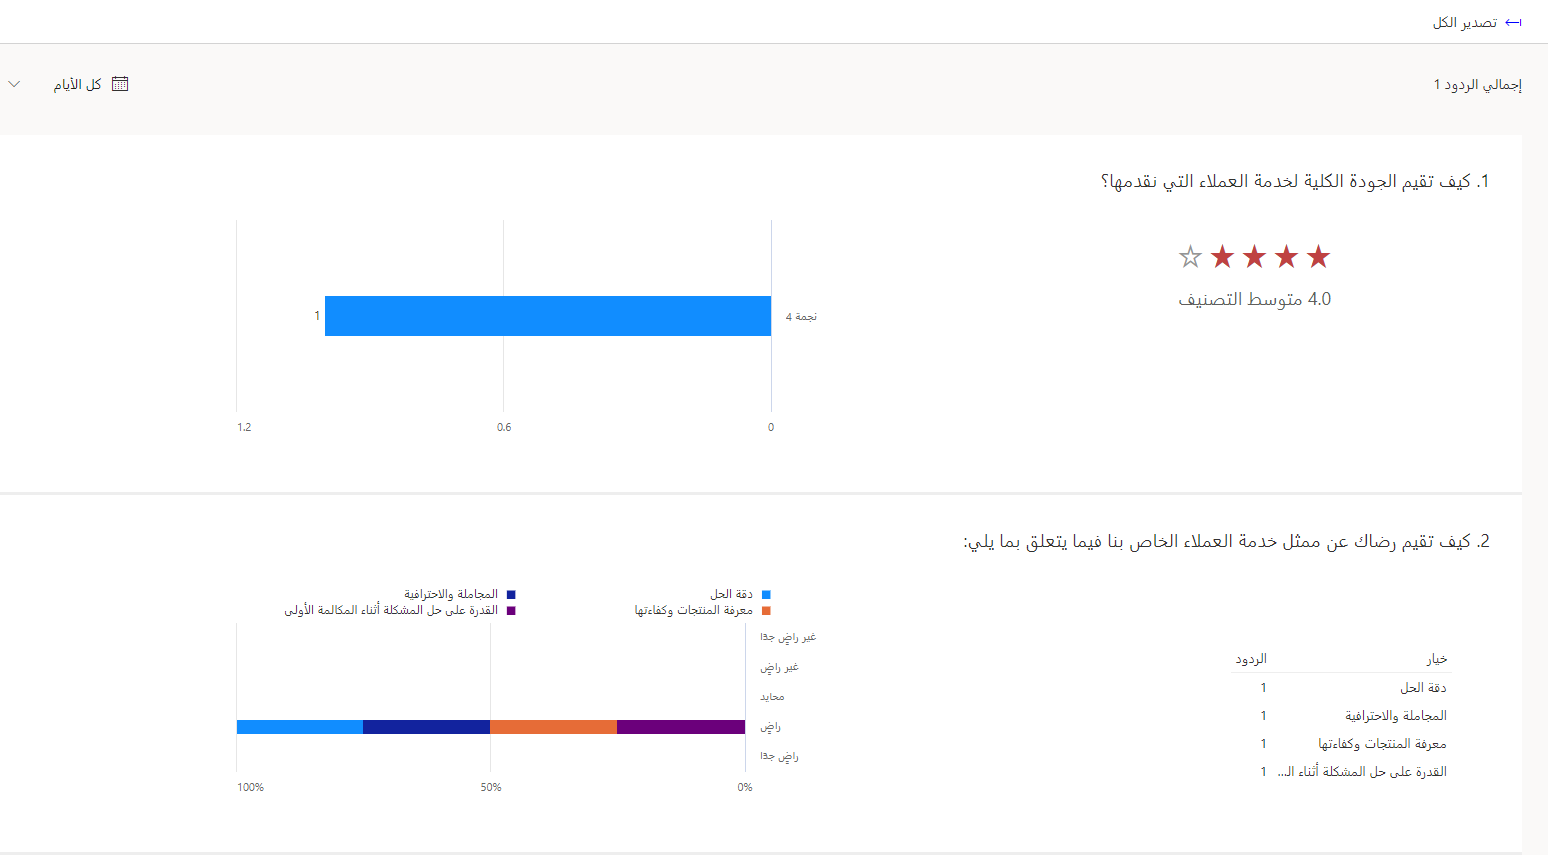 تصدير الكل
إجمالي الردود 1
كل الأيام
1. كيف تقيم الجودة الكلية لخدمة العملاء التي نقدمها؟
4.0 متوسط التصنيف
نجمة 4
1
0 0.6 1.2
2. كيف تقيم رضاك عن ممثل خدمة العملاء الخاص بنا فيما يتعلق بما يلي:
خيار الردود
دقة الحل 1
المجاملة والاحترافية 1
معرفة المنتجات وكفاءتها 1
القدرة على حل المشكلة أثناء الـ... 1
دقة الحل المجاملة والاحترافية
معرفة المنتجات وكفاءتها القدرة على حل المشكلة أثناء المكالمة الأولى
غير راضٍ جدًا
غير راضٍ
محايد
راضٍ
راضٍ جدًا
0% 50% 100%